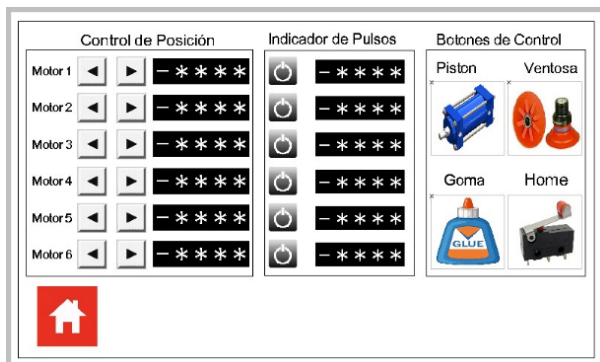 Control de Posición
Indicador de Pulsos
Botones de Control
Motor 1 -**** -****
Motor 2 -**** -****
Motor 3 -**** -****
Motor 4 -**** -****
Motor 5 -**** -****
Motor 6 -**** -****
Piston
Ventosa
Goma
Home
GLUE